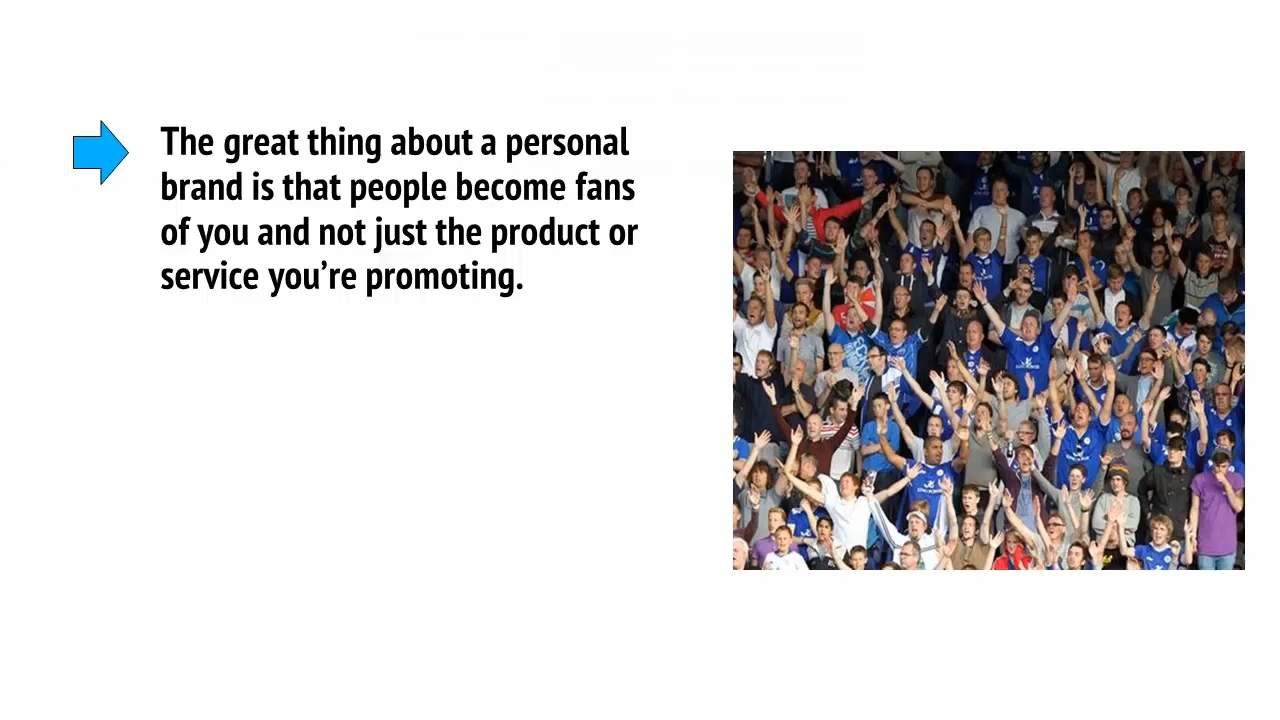 The great thing about a personal
brand is that people become fans
of you and not just the product or
service you’re promoting.